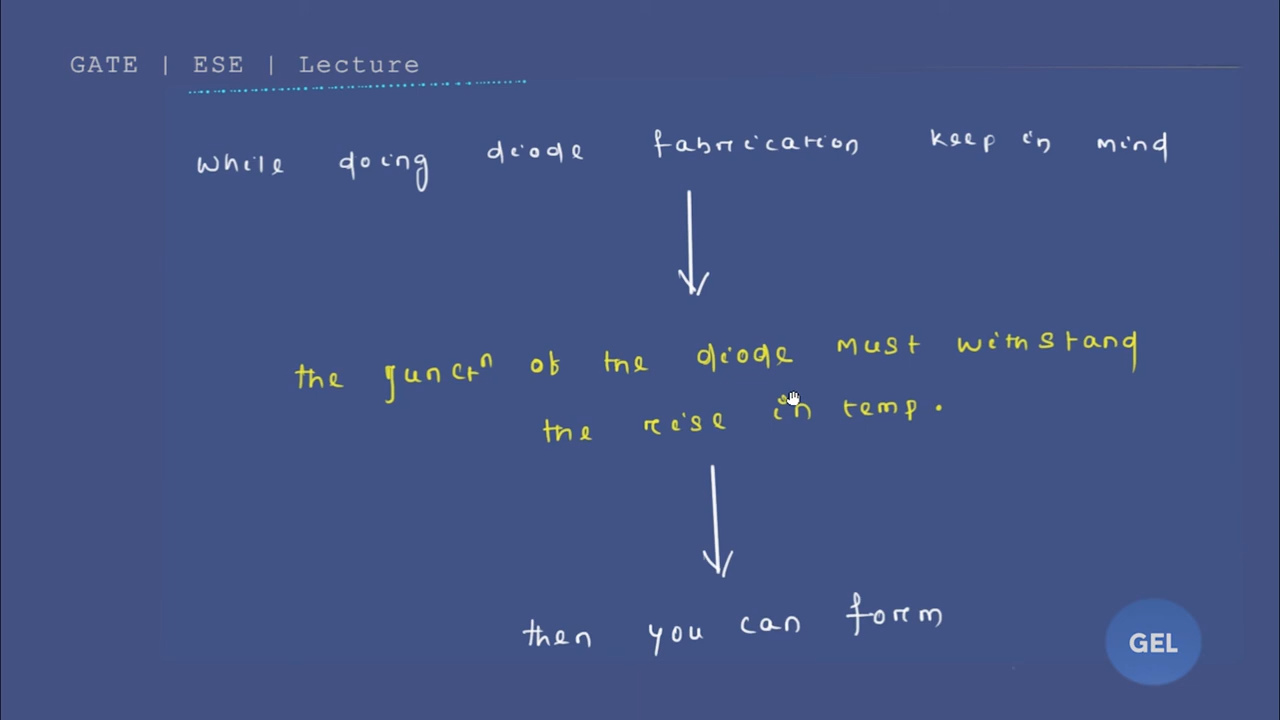 GATE | ESE | Lecture
While doing diode fabrication keep in mind
the junctⁿ of the diode must withstand
the rise in temp.
then you can form
GEL